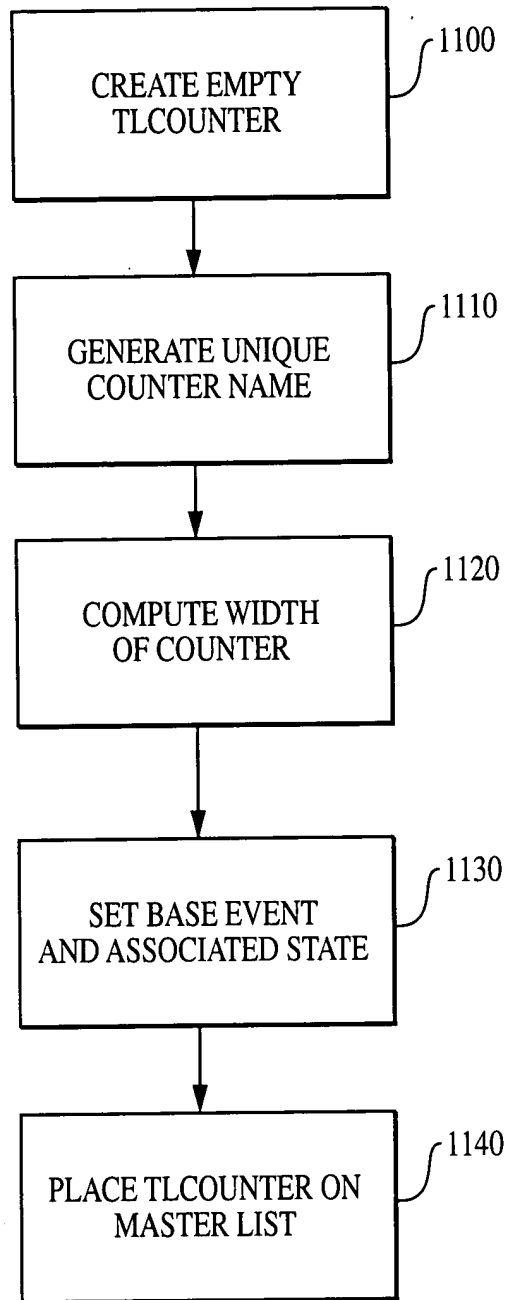 CREATE EMPTY
TLCOUNTER
1100
GENERATE UNIQUE
COUNTER NAME
1110
COMPUTE WIDTH
OF COUNTER
1120
SET BASE EVENT
AND ASSOCIATED STATE
1130
PLACE TLCOUNTER ON
MASTER LIST
1140